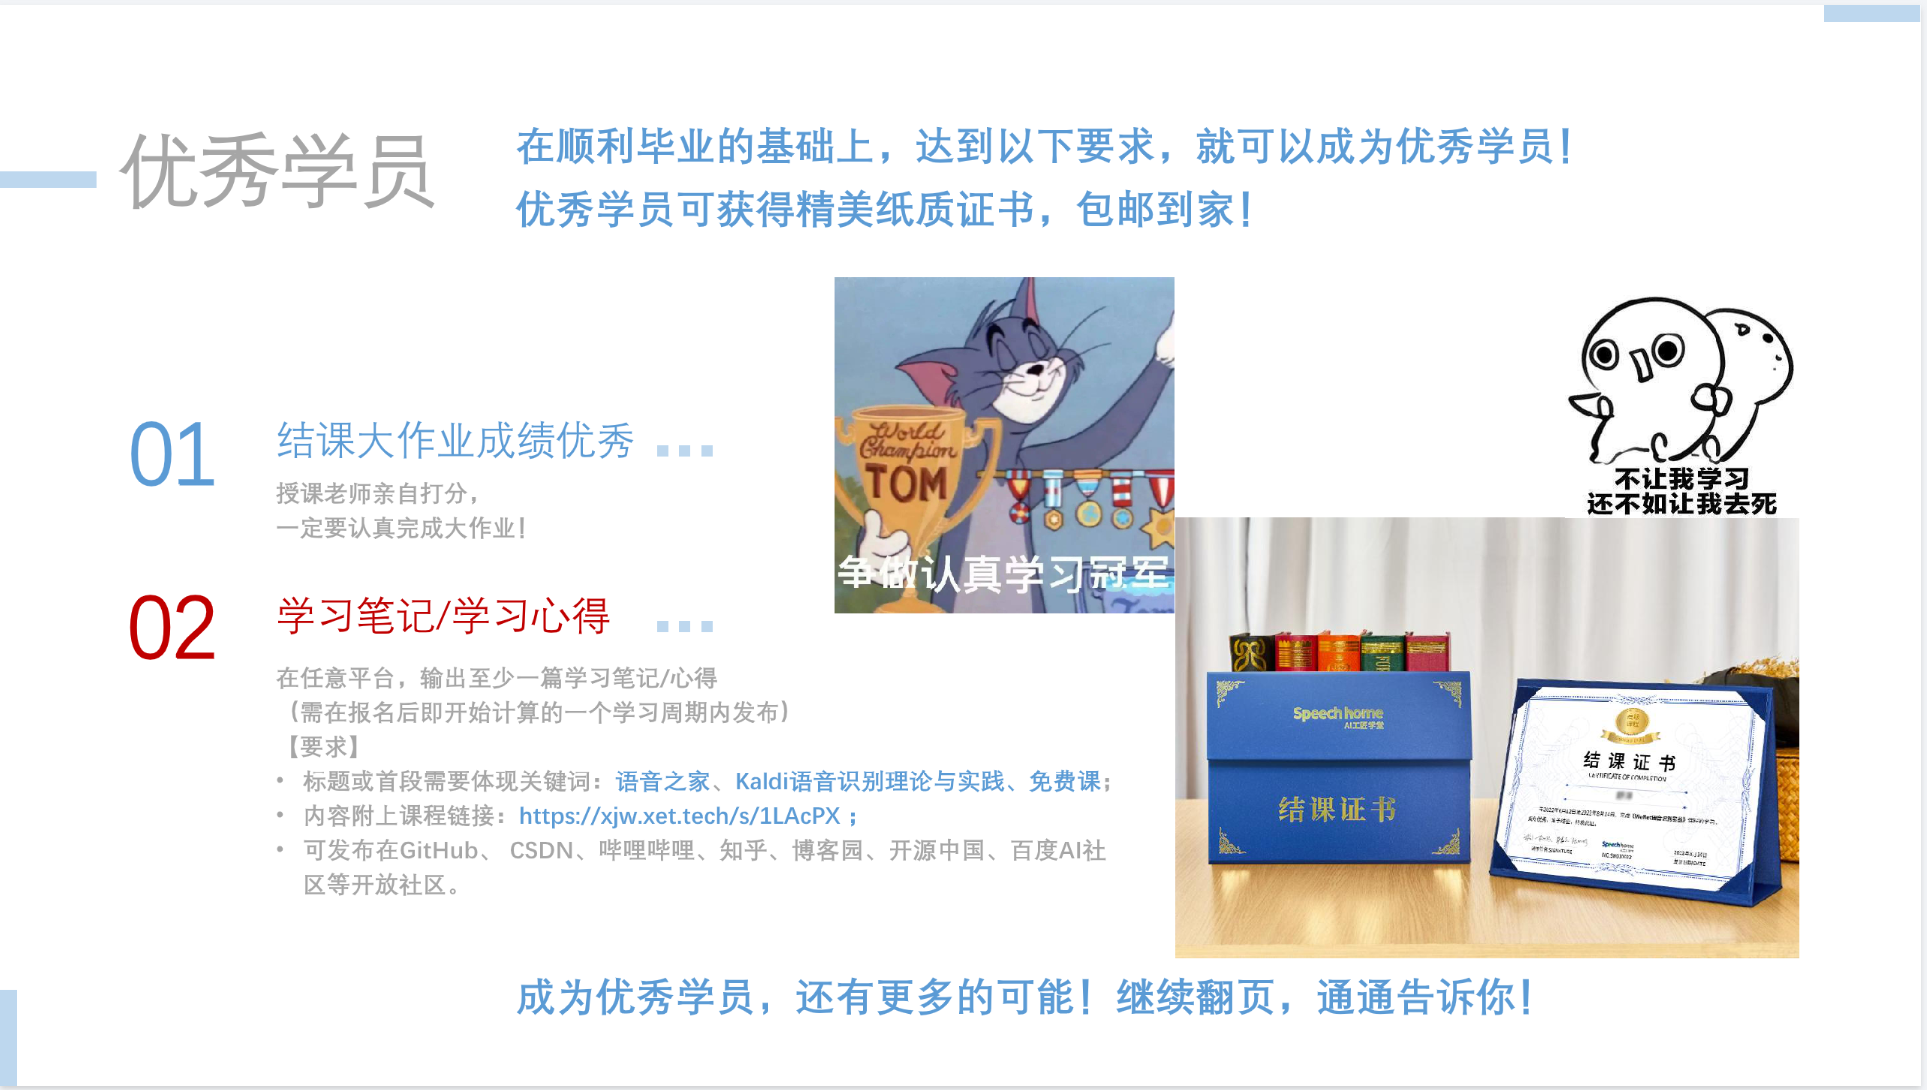 优秀学员
在顺利毕业的基础上，达到以下要求，就可以成为优秀学员！
优秀学员可获得精美纸质证书，包邮到家！
01
结课大作业成绩优秀
授课老师亲自打分，
一定要认真完成大作业！
02
学习笔记/学习心得
在任意平台，输出至少一篇学习笔记/心得
（需在报名后即开始计算的一个学习周期内发布）
【要求】
• 标题或首段需要体现关键词：语音之家、Kaldi语音识别理论与实践、免费课；
• 内容附上课程链接：https://xjw.xet.tech/s/1LAcPX ；
• 可发布在GitHub、 CSDN、哔哩哔哩、知乎、博客园、开源中国、百度AI社
区等开放社区。
World
Champion
TOM
争做认真学习冠军
不让我学习
还不如让我去死
Speech home
AI工匠学堂
结课证书
结课证书
CERTIFICATE OF COMPLETION
Speechhome
成为优秀学员，还有更多的可能！继续翻页，通通告诉你！